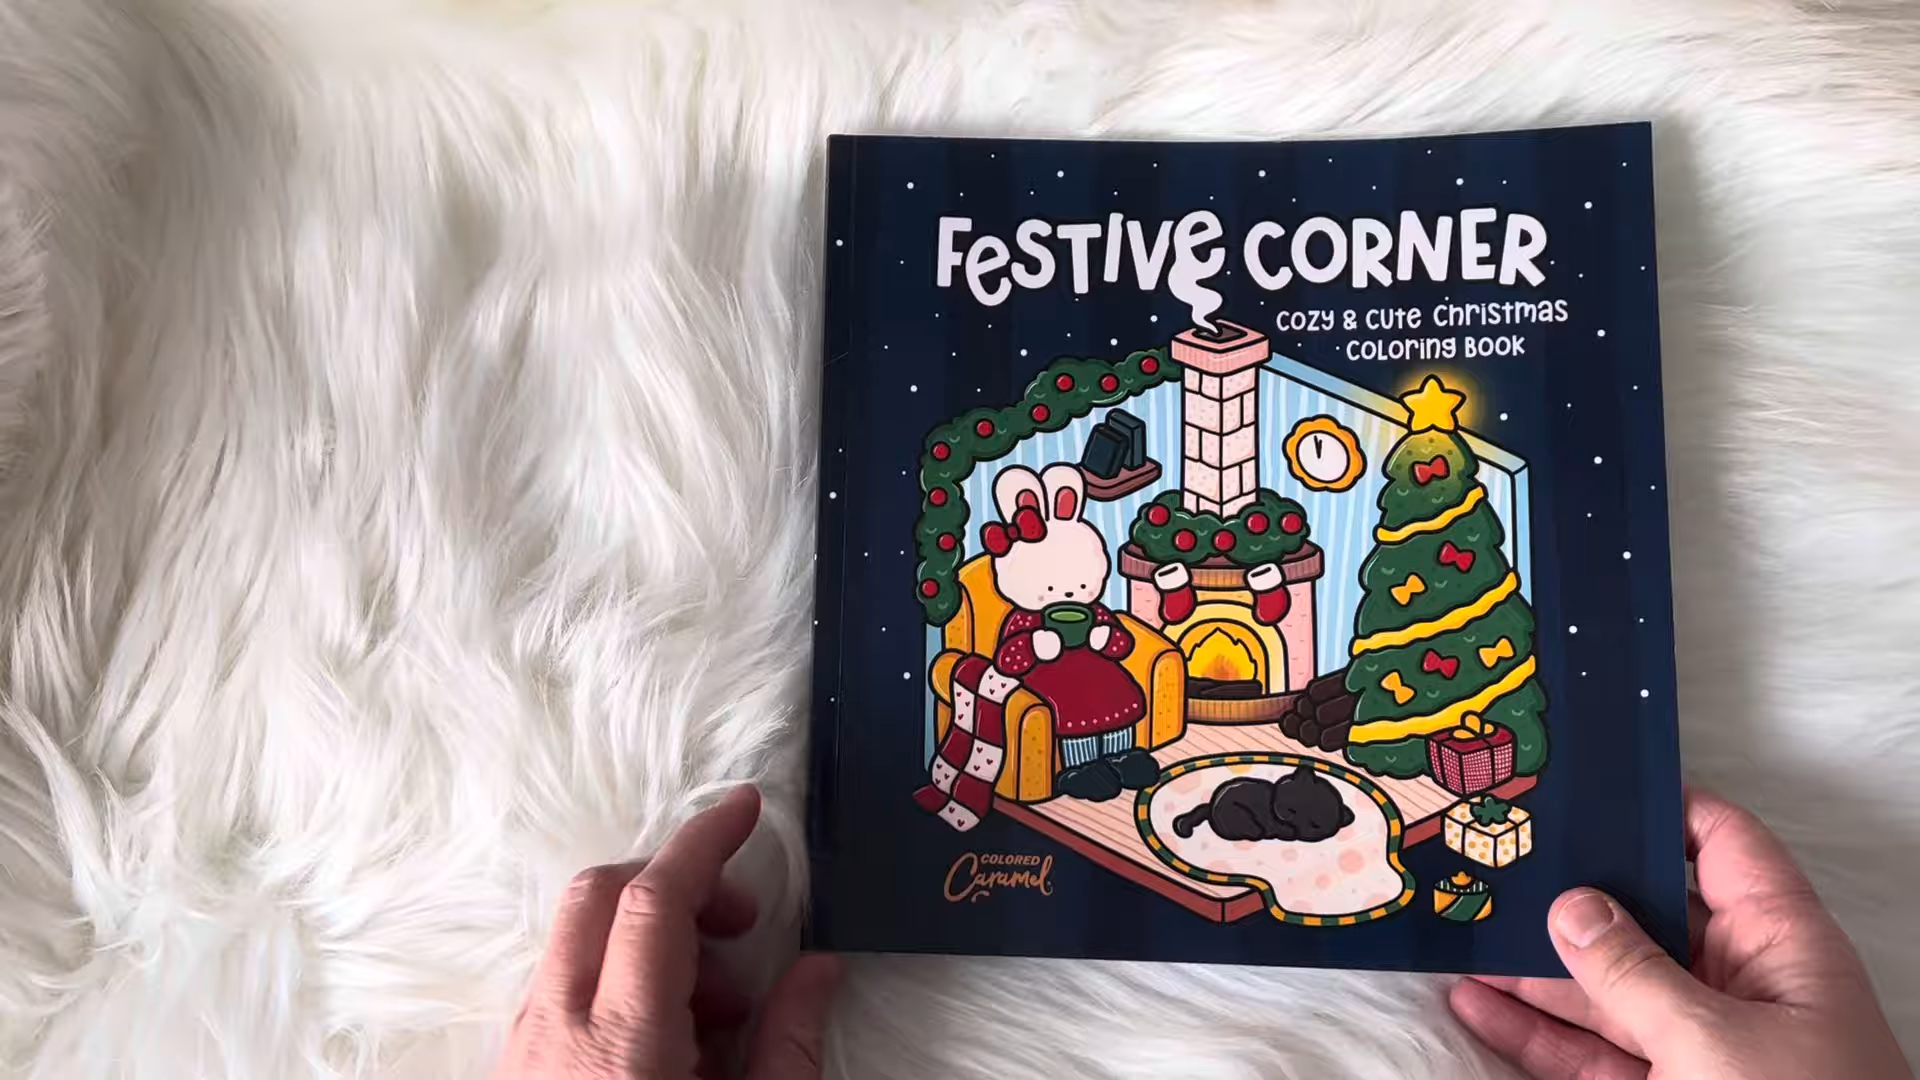 FESTIVE CORNER
COZY & CUTE CHRISTMAS
COLORING BOOK
COLORED
Caramel